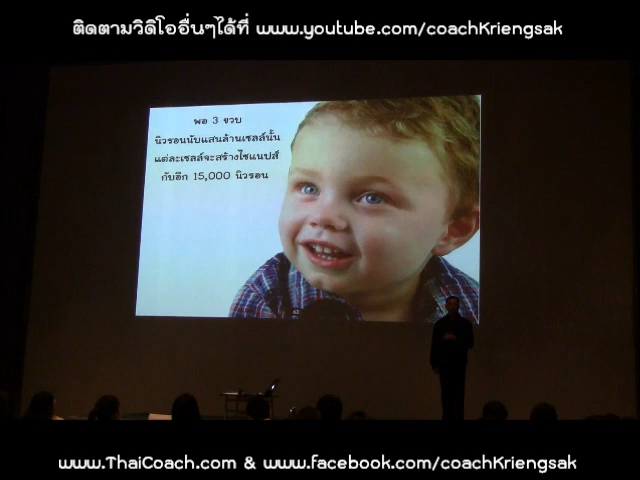 ติดตามวิดิโออื่นๆได้ที่ www.youtube.com/coachKriengsak
พอ 3 ขวบ
นิวรอนนับแสนล้านเซลล์นั้น
แต่ละเซลล์จะสร้างไซแนปส์
กับอีก 15,000 นิวรอน
www.ThaiCoach.com & www.facebook.com/coachKriengsak